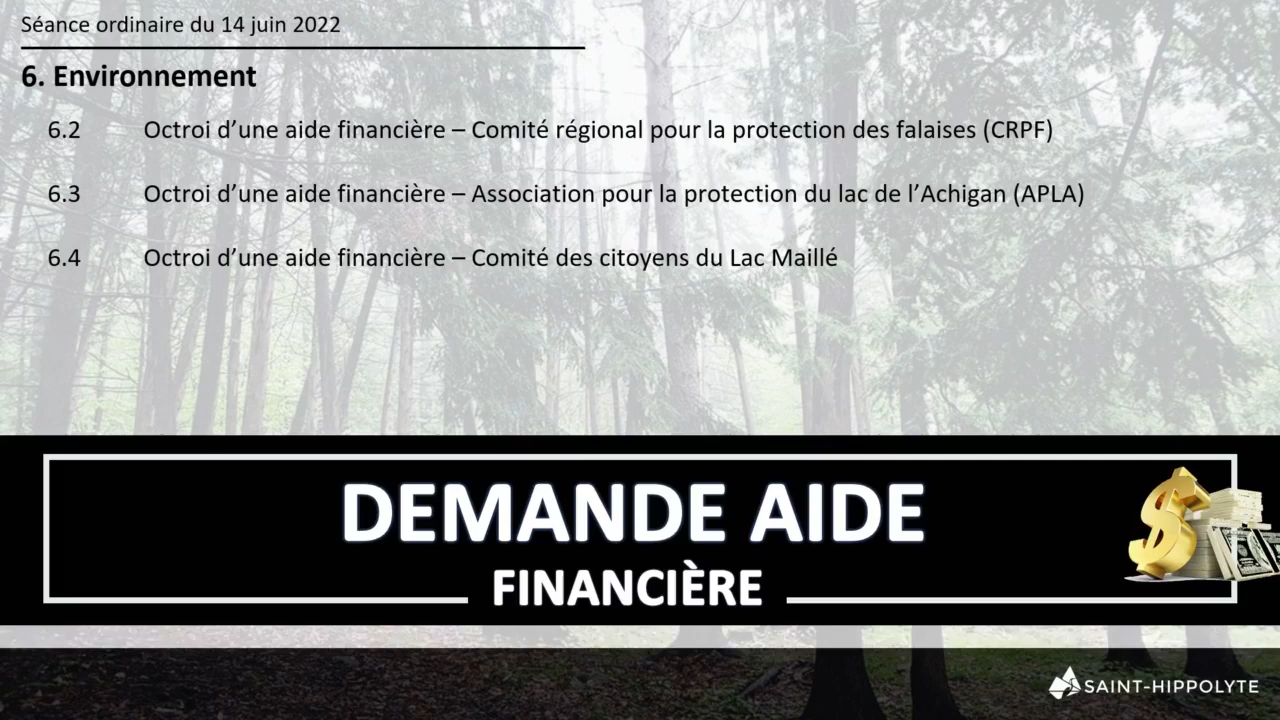 Séance ordinaire du 14 juin 2022
6. Environnement
6.2 Octroi d’une aide financière – Comité régional pour la protection des falaises (CRPF)
6.3 Octroi d’une aide financière – Association pour la protection du lac de l’Achigan (APLA)
6.4 Octroi d’une aide financière – Comité des citoyens du Lac Maillé
DEMANDE AIDE
FINANCIÈRE
SAINT-HIPPOLYTE